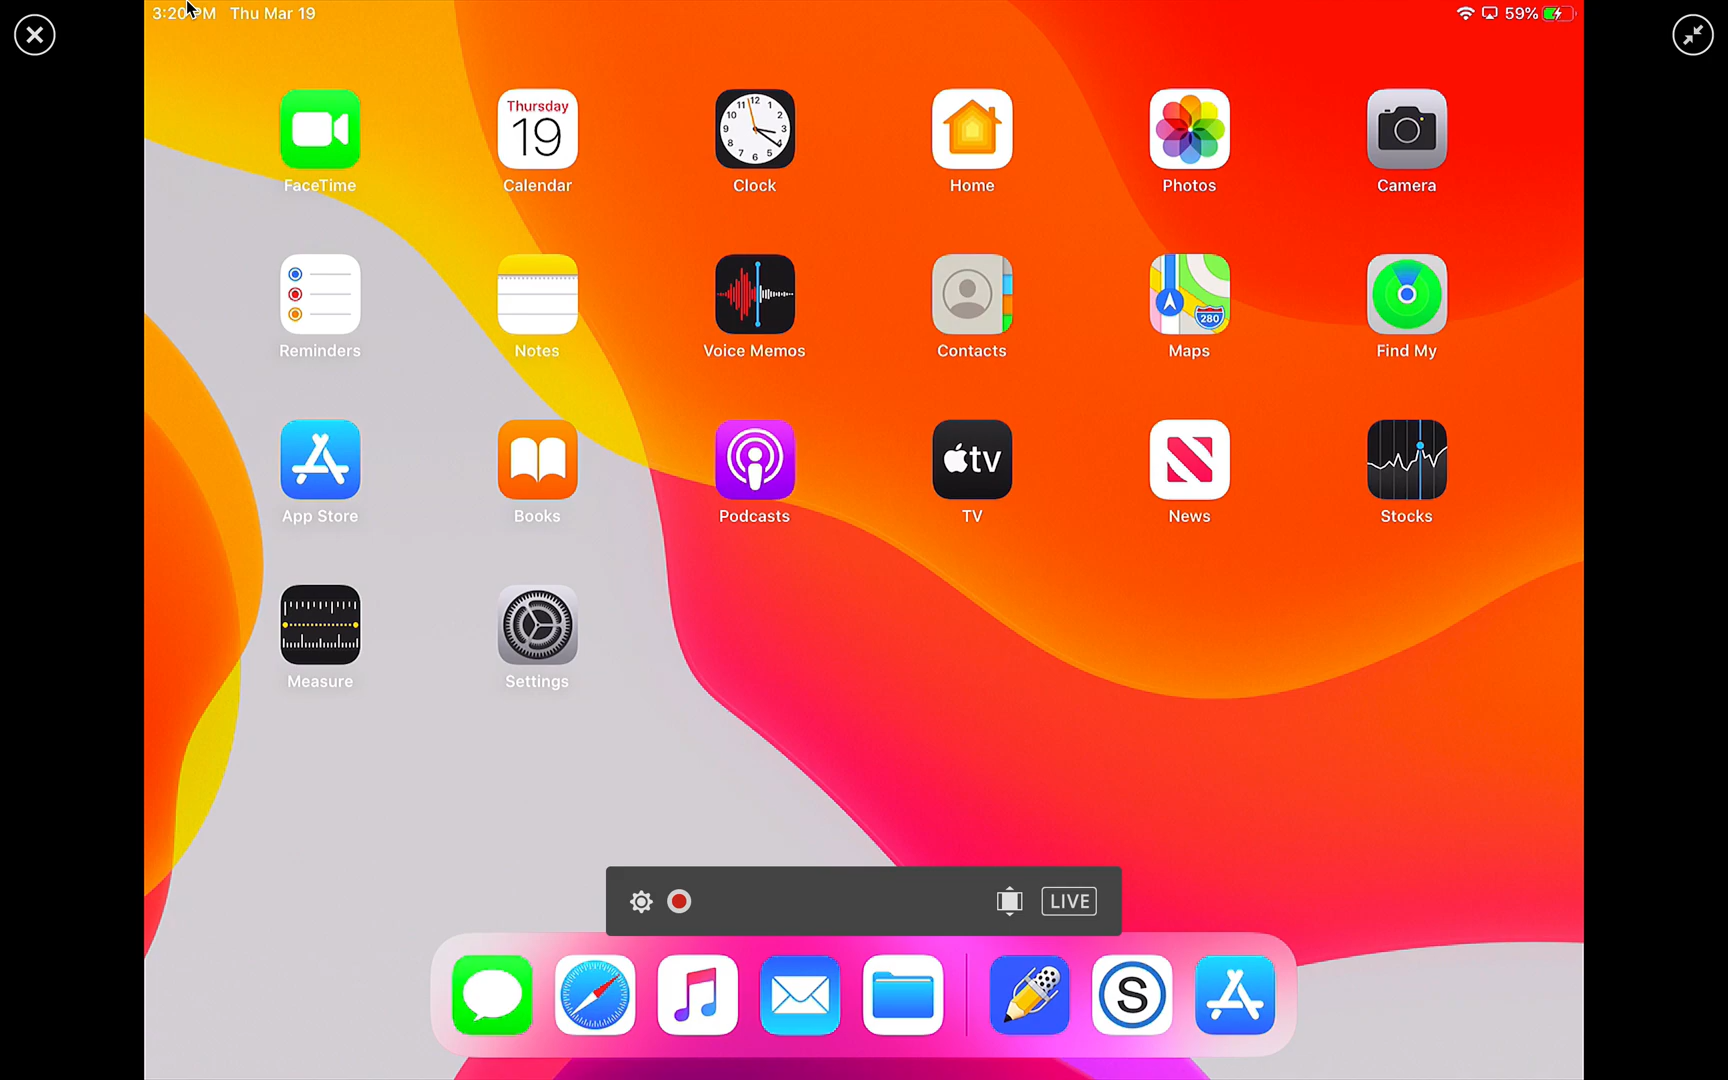 3:20 PM Thu Mar 19
59%
Thursday
19
FaceTime
Calendar
Clock
Home
Photos
Camera
280
Reminders
Notes
Voice Memos
Contacts
Maps
Find My
tv
App Store
Books
Podcasts
TV
News
Stocks
Measure
Settings
LIVE
S